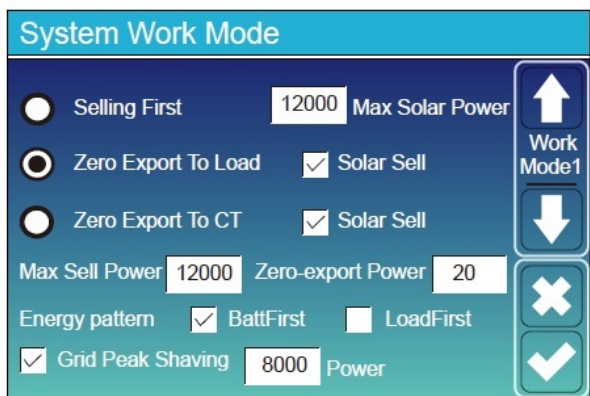 System Work Mode
Selling First 12000 Max Solar Power
Zero Export To Load Solar Sell
Work
Mode1
Zero Export To CT Solar Sell
Max Sell Power 12000 Zero-export Power 20
Energy pattern BattFirst LoadFirst
Grid Peak Shaving 8000 Power